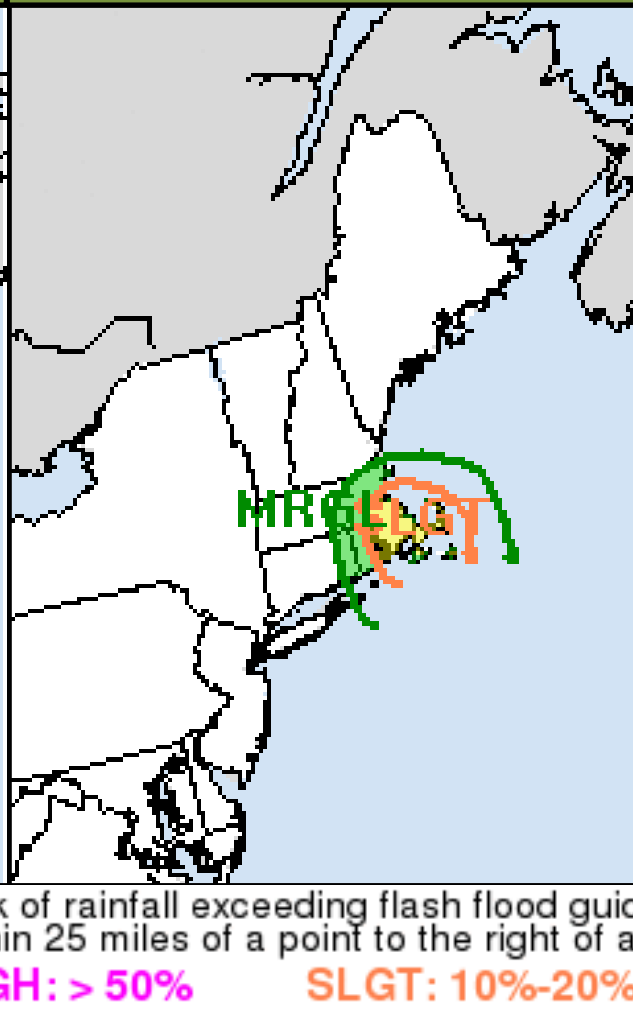 MRGL
SLGT
k of rainfall exceeding flash flood guid
in 25 miles of a point to the right of a
GH: > 50% SLGT: 10%-20%